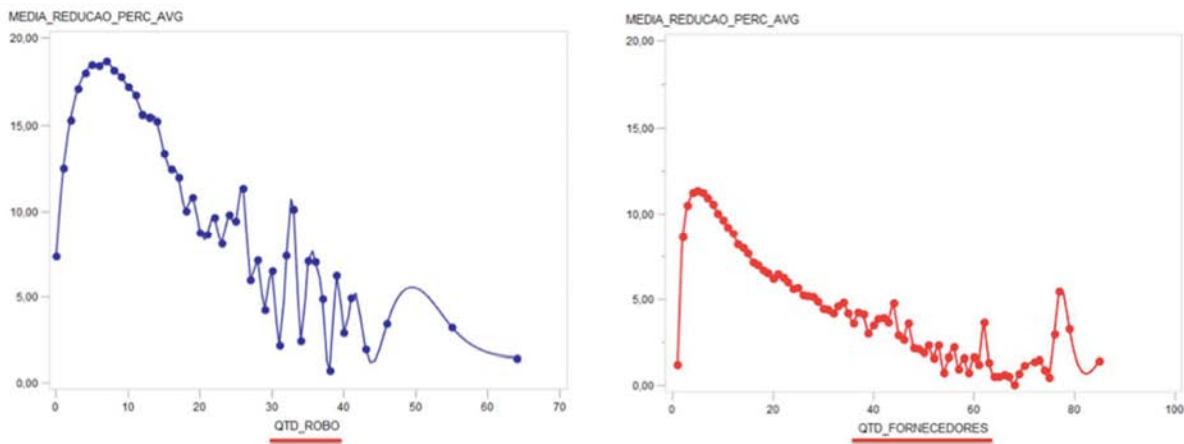 MEDIA_REDUCAO_PERC_AVG
20,00
15,00
10,00
5,00
0,00
0 10 20 30 40 50 60 70
QTD_ROBO
MEDIA_REDUCAO_PERC_AVG
20,00
15,00
10,00
5,00
0,00
0 20 40 60 80 100
QTD_FORNECEDORES